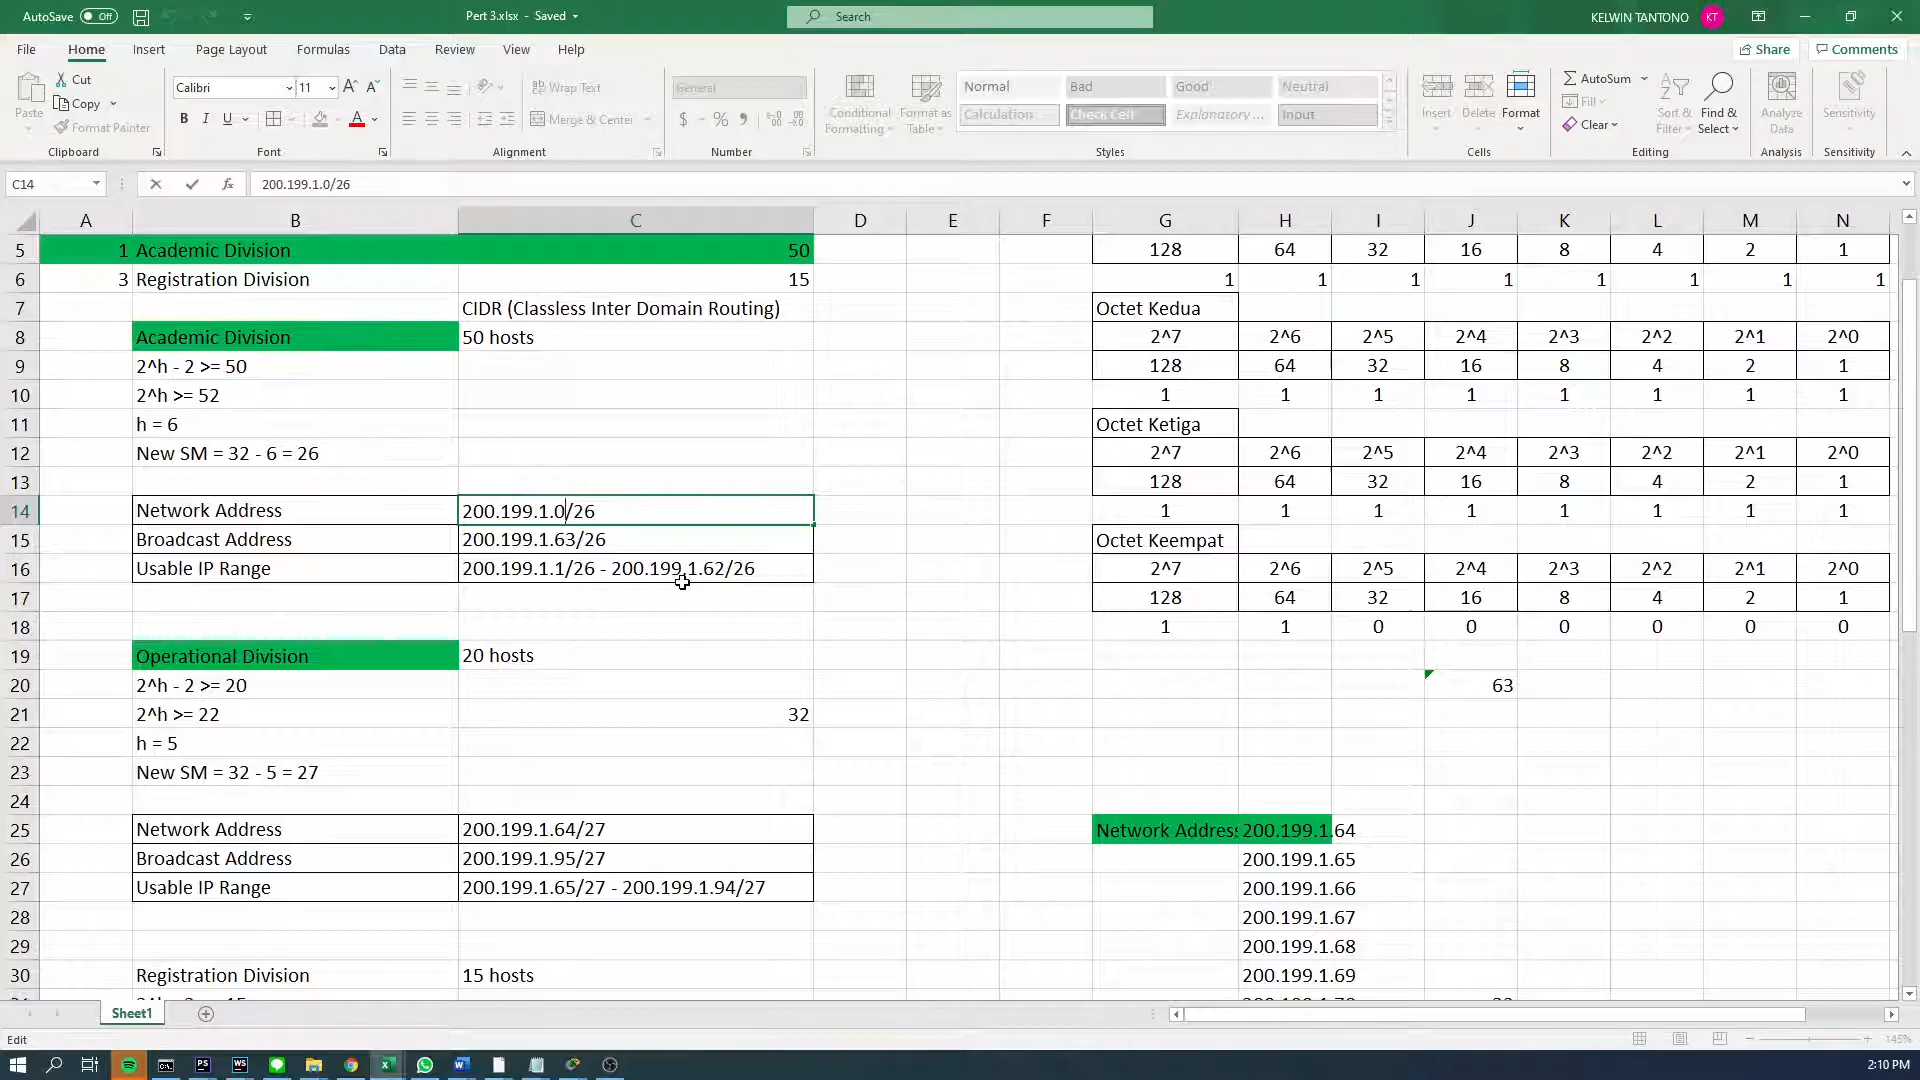 AutoSave Off Pert 3.xlsx - Saved Search KELWIN TANTONO KT
File Home Insert Page Layout Formulas Data Review View Help Share Comments
Paste Cut Copy Format Painter Clipboard
Calibri 11 A A B I U A Font
Wrap Text Merge & Center Alignment
General $ % Number
Conditional Formatting Format as Table
Normal Bad Good Neutral
Calculation Check Cell Explanatory ... Input
Styles
Insert Delete Format Cells
AutoSum Fill Clear Sort & Filter Find & Select Editing
Analyze Data Analysis
Sensitivity Sensitivity
C14 fx 200.199.1.0/26
A B C D E F G H I J K L M N
5 1 Academic Division 50 128 64 32 16 8 4 2 1
6 3 Registration Division 15 1 1 1 1 1 1 1 1
7 CIDR (Classless Inter Domain Routing) Octet Kedua
8 Academic Division 50 hosts 2^7 2^6 2^5 2^4 2^3 2^2 2^1 2^0
9 2^h - 2 >= 50 128 64 32 16 8 4 2 1
10 2^h >= 52 1 1 1 1 1 1 1 1
11 h = 6 Octet Ketiga
12 New SM = 32 - 6 = 26 2^7 2^6 2^5 2^4 2^3 2^2 2^1 2^0
13 128 64 32 16 8 4 2 1
14 Network Address 200.199.1.0/26 1 1 1 1 1 1 1 1
15 Broadcast Address 200.199.1.63/26 Octet Keempat
16 Usable IP Range 200.199.1.1/26 - 200.199.1.62/26 2^7 2^6 2^5 2^4 2^3 2^2 2^1 2^0
17 128 64 32 16 8 4 2 1
18 1 1 0 0 0 0 0 0
19 Operational Division 20 hosts
20 2^h - 2 >= 20 63
21 2^h >= 22 32
22 h = 5
23 New SM = 32 - 5 = 27
24
25 Network Address 200.199.1.64/27 Network Address 200.199.1.64
26 Broadcast Address 200.199.1.95/27 200.199.1.65
27 Usable IP Range 200.199.1.65/27 - 200.199.1.94/27 200.199.1.66
28 200.199.1.67
29 200.199.1.68
30 Registration Division 15 hosts 200.199.1.69
Sheet1
Edit 145%
2:10 PM